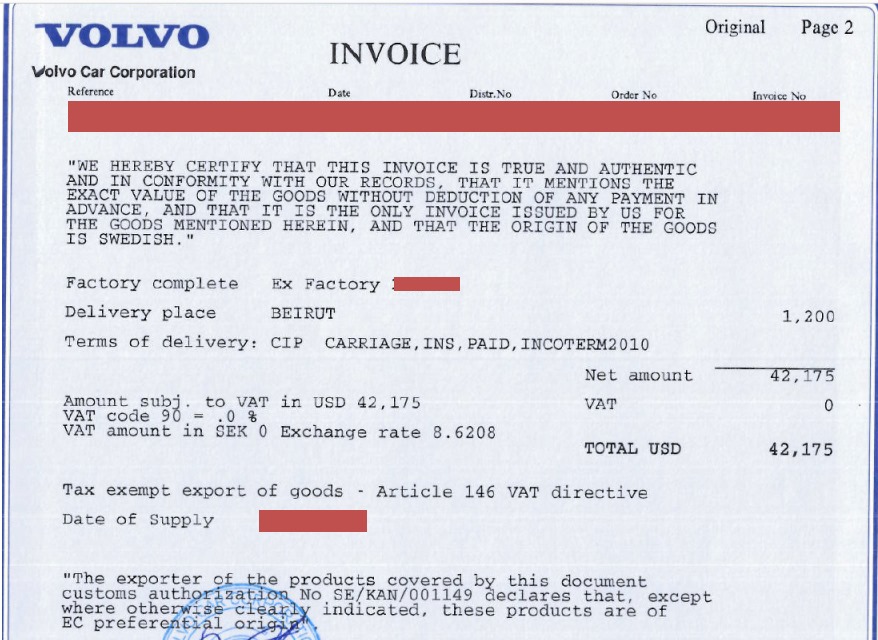 VOLVO
Original Page 2
INVOICE
Volvo Car Corporation
Reference Date Distr.No Order No Invoice No
"WE HEREBY CERTIFY THAT THIS INVOICE IS TRUE AND AUTHENTIC
AND IN CONFORMITY WITH OUR RECORDS, THAT IT MENTIONS THE
EXACT VALUE OF THE GOODS WITHOUT DEDUCTION OF ANY PAYMENT IN
ADVANCE, AND THAT IT IS THE ONLY INVOICE ISSUED BY US FOR
THE GOODS MENTIONED HEREIN, AND THAT THE ORIGIN OF THE GOODS
IS SWEDISH."
Factory complete Ex Factory
Delivery place BEIRUT 1,200
Terms of delivery: CIP CARRIAGE,INS,PAID,INCOTERM2010
Net amount 42,175
Amount subj. to VAT in USD 42,175
VAT 0
VAT code 90 = .0 %
VAT amount in SEK 0 Exchange rate 8.6208
TOTAL USD 42,175
Tax exempt export of goods - Article 146 VAT directive
Date of Supply
"The exporter of the products covered by this document
customs authorization No SE/KAN/001149 declares that, except
where otherwise clearly indicated, these products are of
EC preferential origin".